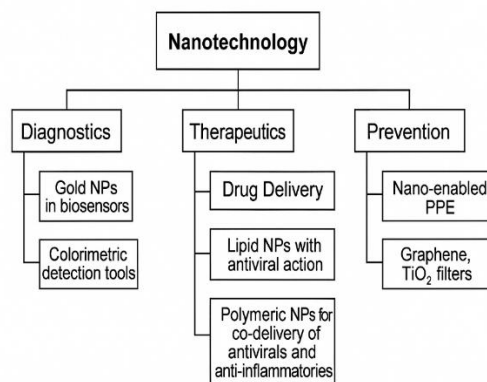 Nanotechnology
Diagnostics
Gold NPs
in biosensors
Colorimetric
detection tools
Therapeutics
Drug Delivery
Lipid NPs with
antiviral action
Polymeric NPs for
co-delivery of
antivirals and
anti-inflammatories
Prevention
Nano-enabled
PPE
Graphene,
TiO₂ filters